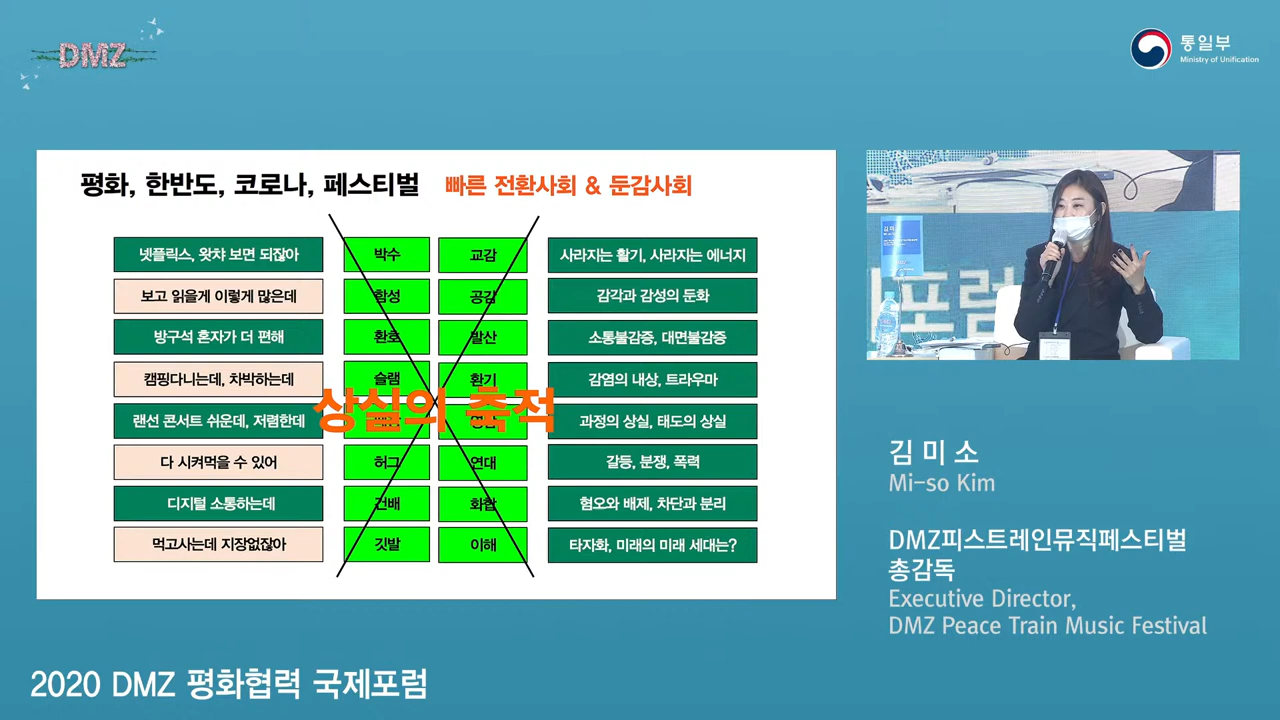 DMZ
통일부
Ministry of Unification
평화, 한반도, 코로나, 페스티벌 빠른 전환사회 & 둔감사회
넷플릭스, 왓챠 보면 되잖아 박수 교감 사라지는 활기, 사라지는 에너지
보고 읽을게 이렇게 많은데 함성 공감 감각과 감성의 둔화
방구석 혼자가 더 편해 환호 발산 소통불감증, 대면불감증
캠핑다니는데, 차박하는데 슬램 환기 감염의 내상, 트라우마
상실의 축적
랜선 콘서트 쉬운데, 저렴한데 과정의 상실, 태도의 상실
다 시켜먹을 수 있어 허그 연대 갈등, 분쟁, 폭력
디지털 소통하는데 건배 화합 혐오와 배제, 차단과 분리
먹고사는데 지장없잖아 깃발 이해 타자화, 미래의 미래 세대는?
포럼
김 미 소
Mi-so Kim
DMZ피스트레인뮤직페스티벌
총감독
Executive Director,
DMZ Peace Train Music Festival
2020 DMZ 평화협력 국제포럼